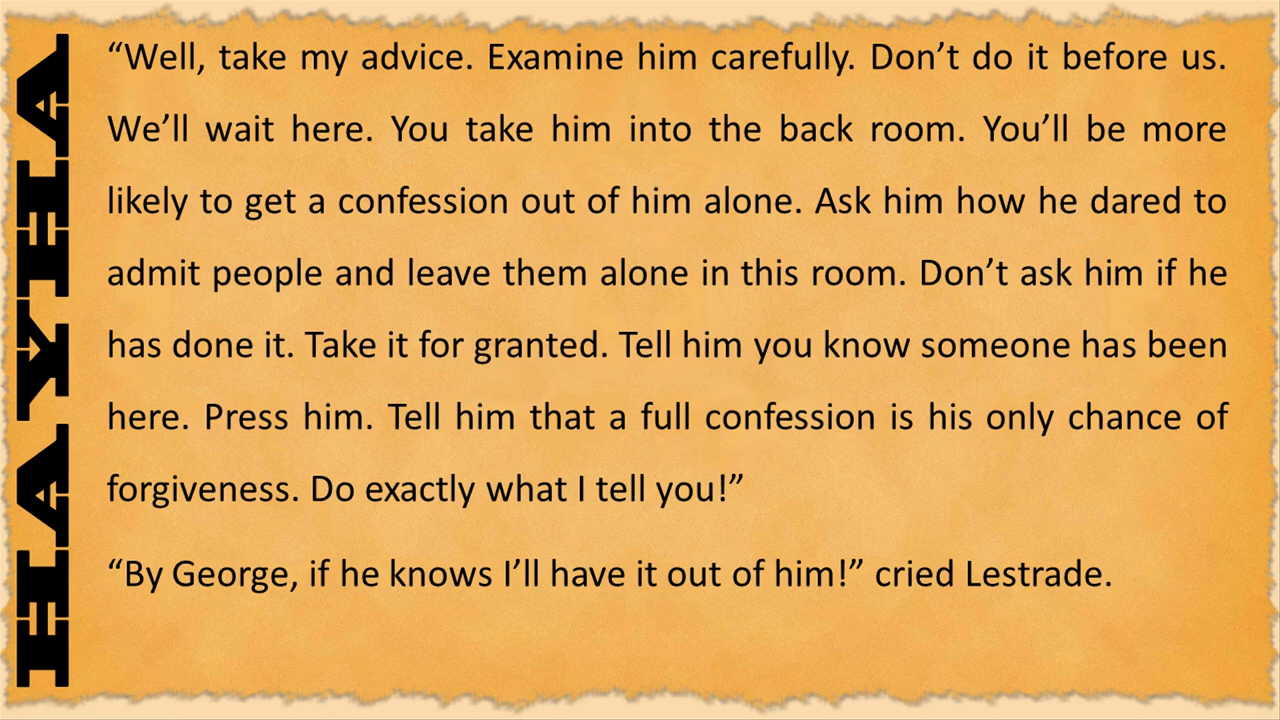 HAYHA
“Well, take my advice. Examine him carefully. Don’t do it before us.
We’ll wait here. You take him into the back room. You’ll be more
likely to get a confession out of him alone. Ask him how he dared to
admit people and leave them alone in this room. Don’t ask him if he
has done it. Take it for granted. Tell him you know someone has been
here. Press him. Tell him that a full confession is his only chance of
forgiveness. Do exactly what I tell you!”
“By George, if he knows I’ll have it out of him!” cried Lestrade.